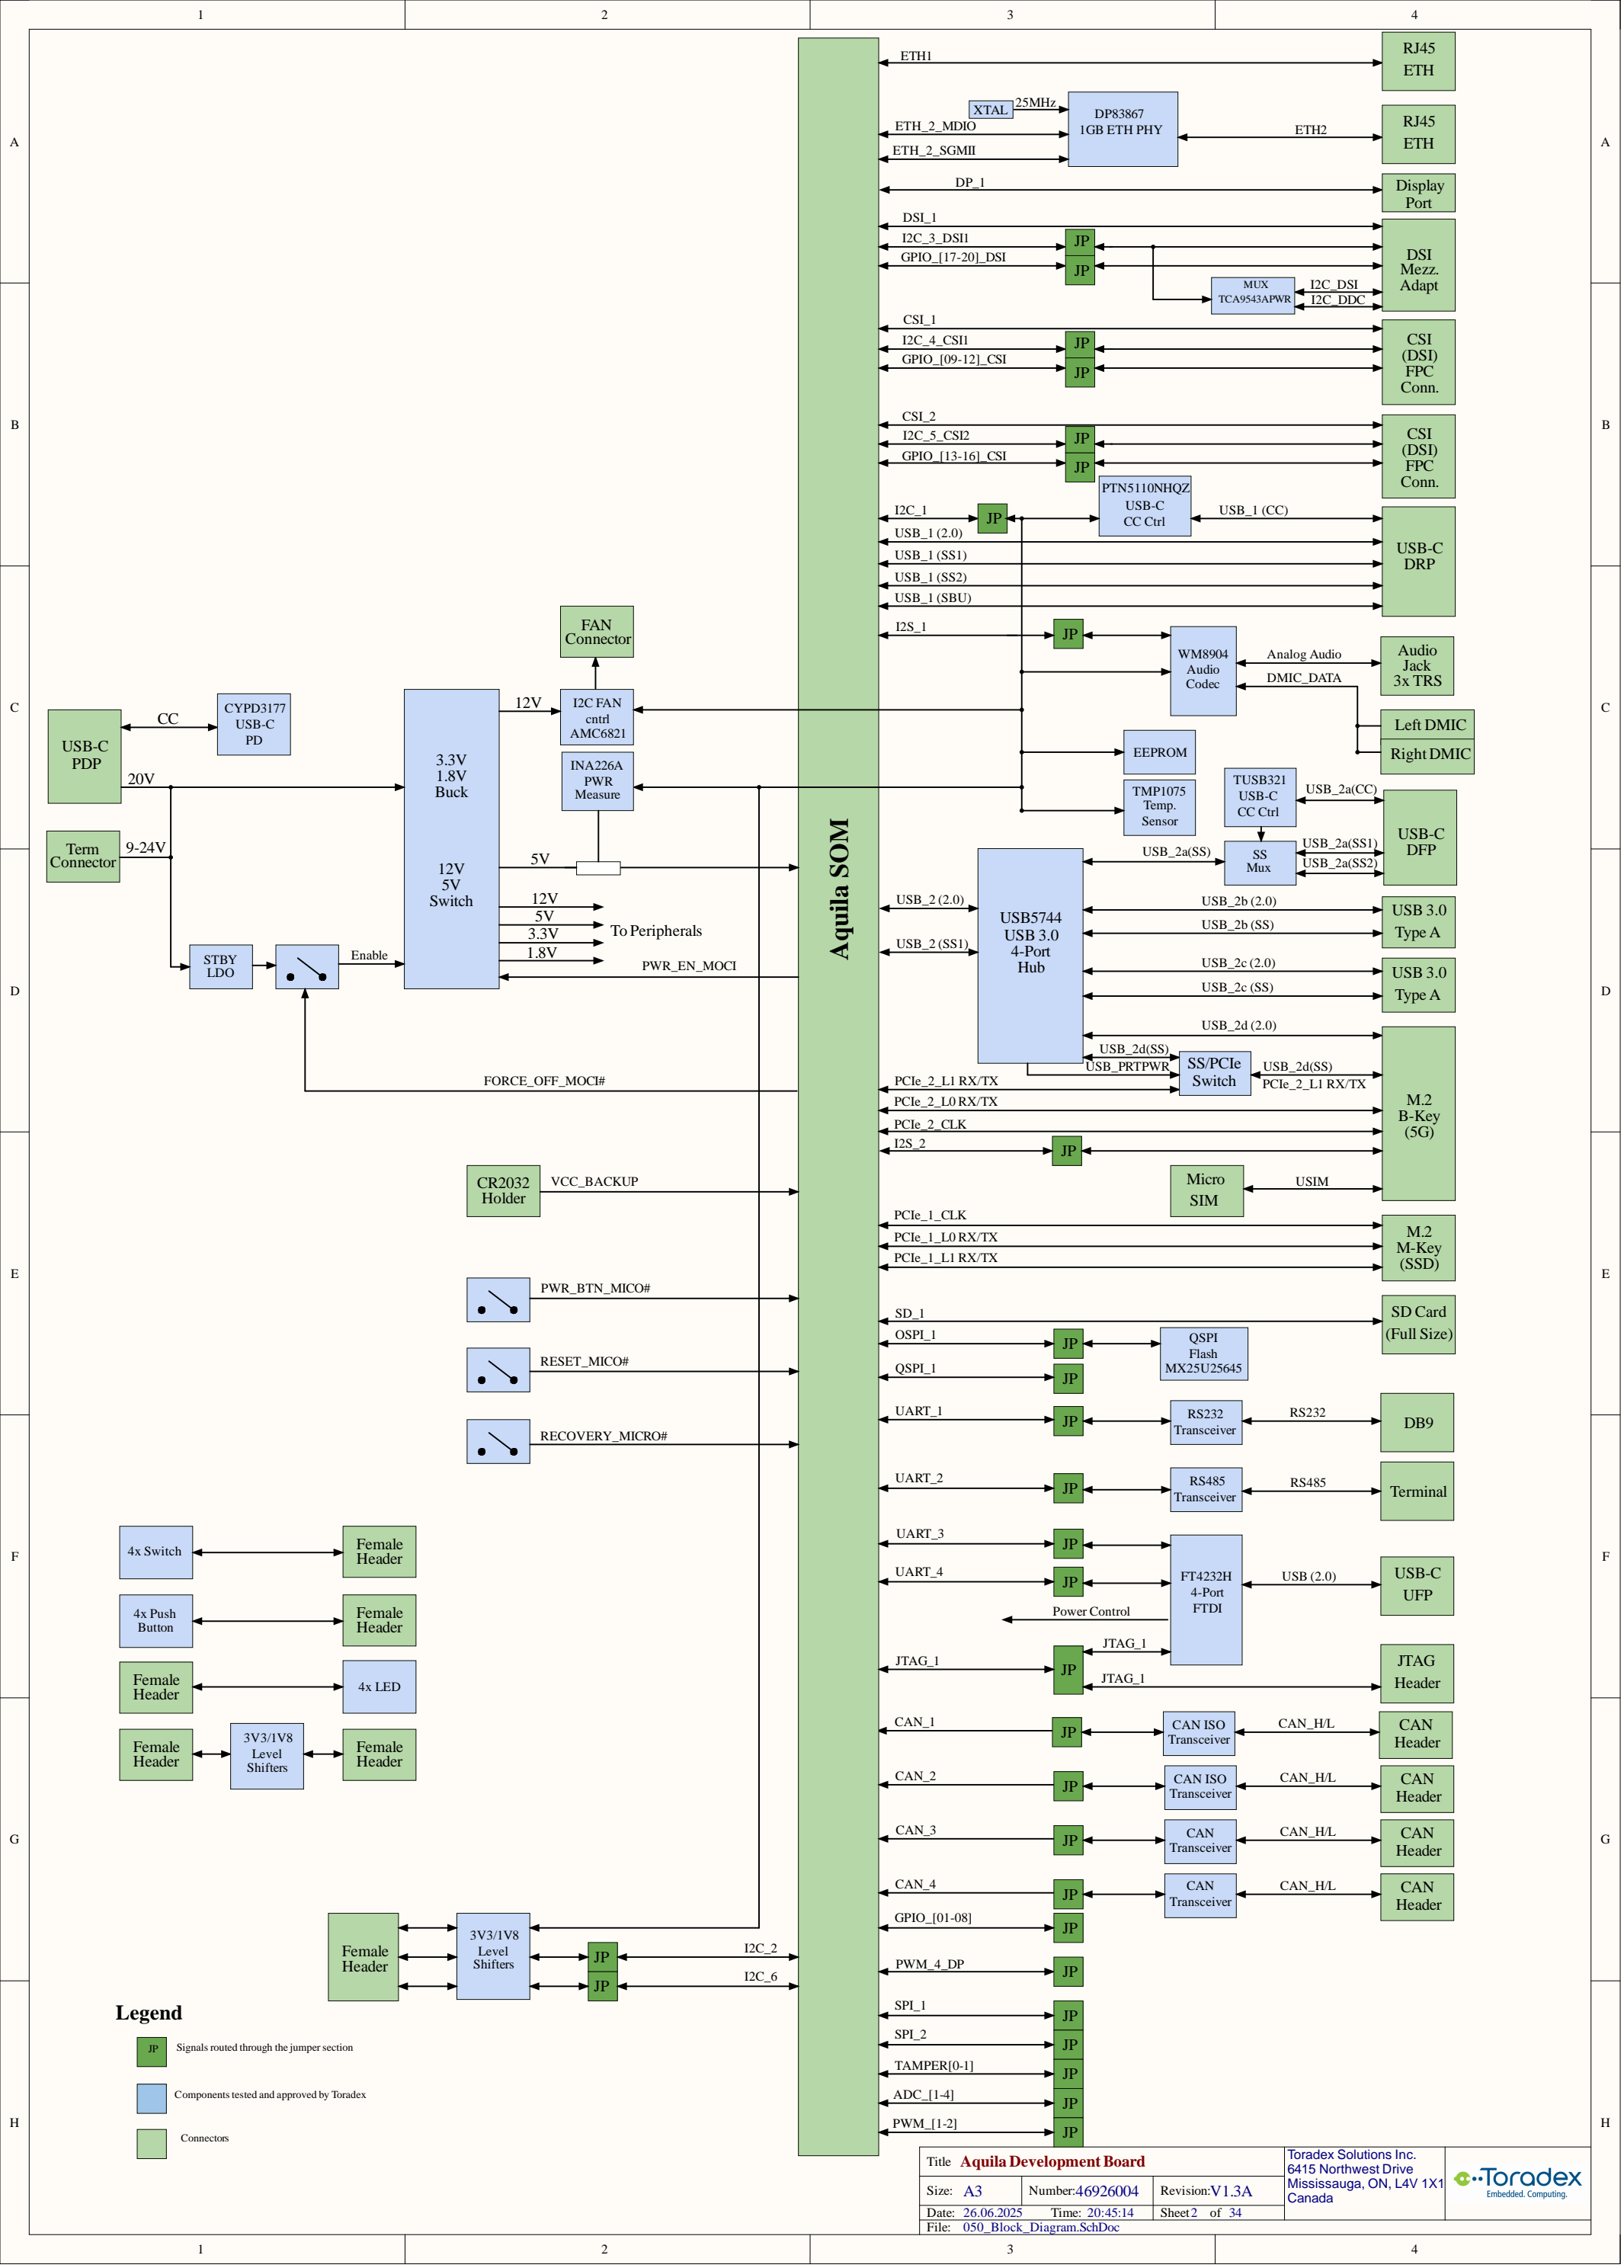 1
2
3
4
A
A
B
B
C
C
D
D
E
E
F
F
G
G
H
H
Aquila SOM
ETH1
RJ45
ETH
XTAL
25MHz
DP83867
1GB ETH PHY
ETH_2_MDIO
ETH_2_SGMII
ETH2
RJ45
ETH
DP_1
Display
Port
DSI_1
I2C_3_DSI1
JP
GPIO_[17-20]_DSI
JP
MUX
TCA9543APWR
I2C_DSI
I2C_DDC
DSI
Mezz.
Adapt
CSI_1
I2C_4_CSI1
JP
GPIO_[09-12]_CSI
JP
CSI
(DSI)
FPC
Conn.
CSI_2
I2C_5_CSI2
JP
GPIO_[13-16]_CSI
JP
CSI
(DSI)
FPC
Conn.
I2C_1
JP
PTN5110NHQZ
USB-C
CC Ctrl
USB_1 (CC)
USB_1 (2.0)
USB_1 (SS1)
USB_1 (SS2)
USB_1 (SBU)
USB-C
DRP
I2S_1
JP
WM8904
Audio
Codec
Analog Audio
DMIC_DATA
Audio
Jack
3x TRS
Left DMIC
Right DMIC
EEPROM
TMP1075
Temp.
Sensor
TUSB321
USB-C
CC Ctrl
USB_2a(CC)
USB_2a(SS)
SS
Mux
USB_2a(SS1)
USB_2a(SS2)
USB-C
DFP
USB_2 (2.0)
USB_2 (SS1)
USB5744
USB 3.0
4-Port
Hub
USB_2b (2.0)
USB_2b (SS)
USB 3.0
Type A
USB_2c (2.0)
USB_2c (SS)
USB 3.0
Type A
USB_2d (2.0)
USB_2d(SS)
USB_PRTPWR
SS/PCIe
Switch
USB_2d(SS)
PCIe_2_L1 RX/TX
PCIe_2_L1 RX/TX
PCIe_2_L0 RX/TX
PCIe_2_CLK
I2S_2
JP
M.2
B-Key
(5G)
Micro
SIM
USIM
PCIe_1_CLK
PCIe_1_L0 RX/TX
PCIe_1_L1 RX/TX
M.2
M-Key
(SSD)
SD_1
SD Card
(Full Size)
OSPI_1
JP
QSPI
Flash
MX25U25645
QSPI_1
JP
UART_1
JP
RS232
Transceiver
RS232
DB9
UART_2
JP
RS485
Transceiver
RS485
Terminal
UART_3
JP
UART_4
JP
FT4232H
4-Port
FTDI
USB (2.0)
USB-C
UFP
Power Control
JTAG_1
JP
JTAG_1
JTAG_1
JTAG
Header
CAN_1
JP
CAN ISO
Transceiver
CAN_H/L
CAN
Header
CAN_2
JP
CAN ISO
Transceiver
CAN_H/L
CAN
Header
CAN_3
JP
CAN
Transceiver
CAN_H/L
CAN
Header
CAN_4
JP
CAN
Transceiver
CAN_H/L
CAN
Header
GPIO_[01-08]
JP
PWM_4_DP
JP
SPI_1
JP
SPI_2
JP
TAMPER[0-1]
JP
ADC_[1-4]
JP
PWM_[1-2]
JP
FAN
Connector
12V
I2C FAN
cntrl
AMC6821
INA226A
PWR
Measure
USB-C
PDP
CC
CYPD3177
USB-C
PD
20V
Term
Connector
9-24V
3.3V
1.8V
Buck
12V
5V
Switch
5V
12V
5V
3.3V
1.8V
To Peripherals
PWR_EN_MOCI
STBY
LDO
Enable
FORCE_OFF_MOCI#
CR2032
Holder
VCC_BACKUP
PWR_BTN_MICO#
RESET_MICO#
RECOVERY_MICRO#
4x Switch
Female
Header
4x Push
Button
Female
Header
Female
Header
4x LED
Female
Header
3V3/1V8
Level
Shifters
Female
Header
Female
Header
3V3/1V8
Level
Shifters
JP
I2C_2
JP
I2C_6
Legend
JP
Signals routed through the jumper section
Components tested and approved by Toradex
Connectors
Title Aquila Development Board
Size: A3 Number:46926004 Revision:V1.3A
Date: 26.06.2025 Time: 20:45:14 Sheet2 of 34
File: 050_Block_Diagram.SchDoc
Toradex Solutions Inc.
6415 Northwest Drive
Mississauga, ON, L4V 1X1
Canada
Toradex
Embedded. Computing.
1
2
3
4